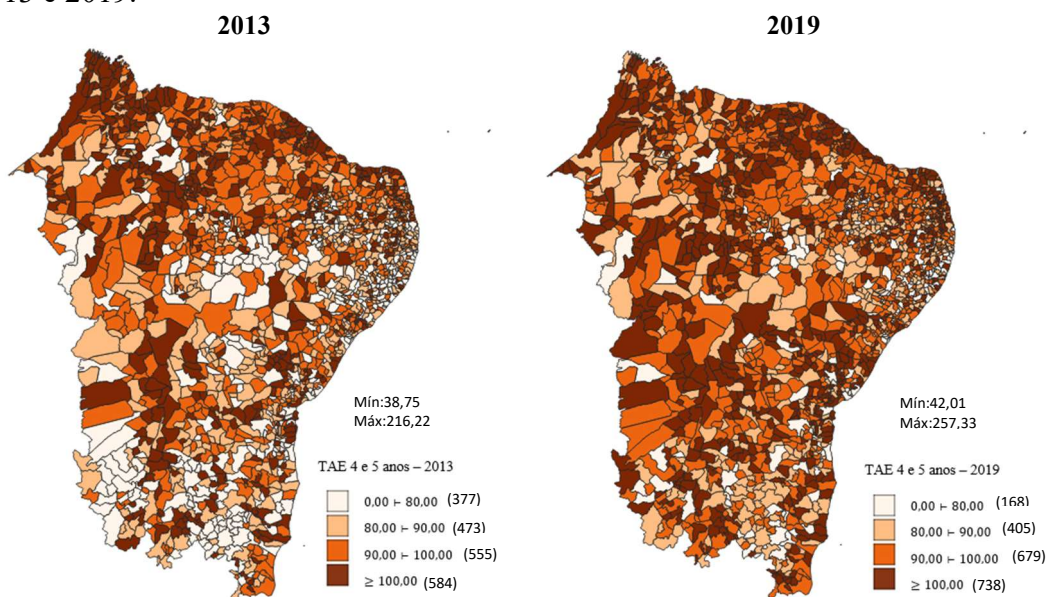 13 e 2019.
2013
2019
Mín:38,75
Máx:216,22
TAE 4 e 5 anos – 2013
0,00 ⊢ 80,00 (377)
80,00 ⊢ 90,00 (473)
90,00 ⊢ 100,00 (555)
≥ 100,00 (584)
Mín:42,01
Máx:257,33
TAE 4 e 5 anos – 2019
0,00 ⊢ 80,00 (168)
80,00 ⊢ 90,00 (405)
90,00 ⊢ 100,00 (679)
≥ 100,00 (738)